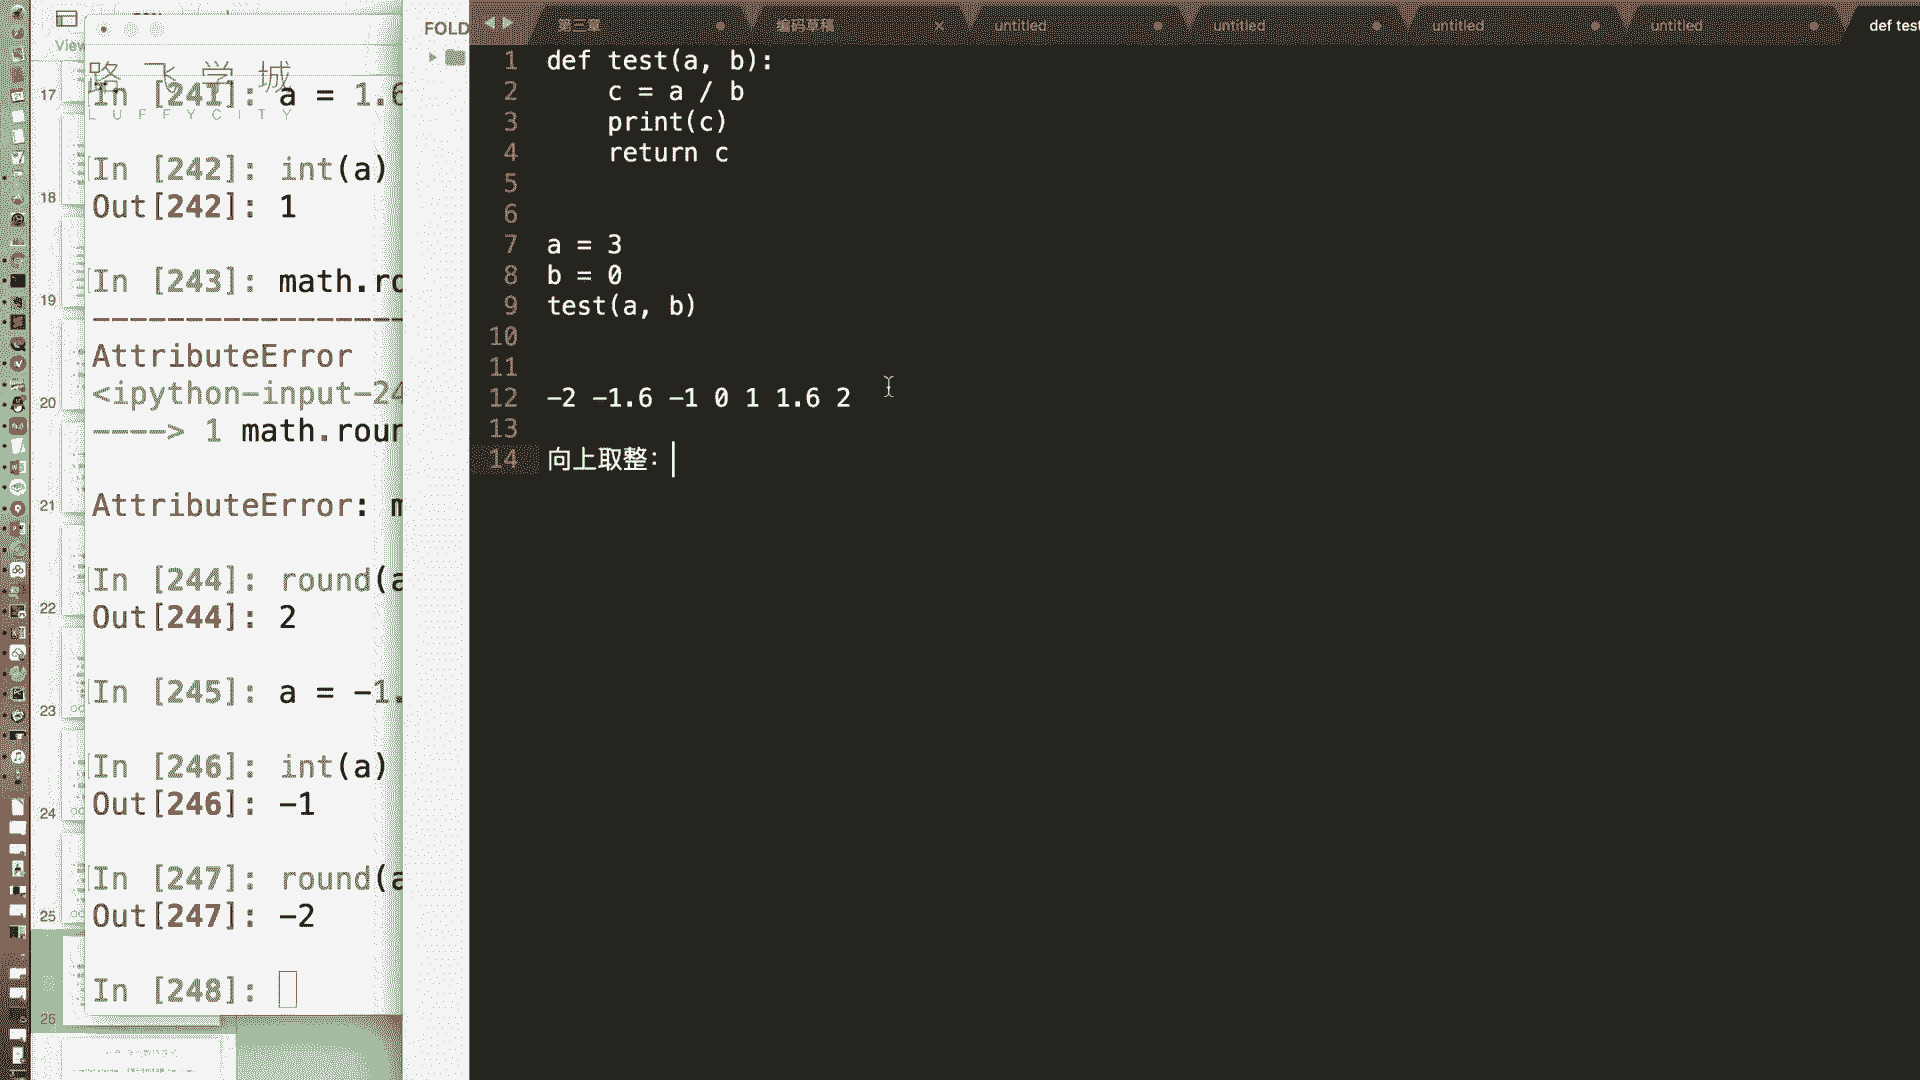 View
路飞学城
LUFFYCITY
17
18
19
20
21
22
23
24
25
26
In [241]: a = 1.6
In [242]: int(a)
Out[242]: 1
In [243]: math.ro
AttributeError
<ipython-input-24
----> 1 math.roun
AttributeError: m
In [244]: round(a
Out[244]: 2
In [245]: a = -1.
In [246]: int(a)
Out[246]: -1
In [247]: round(a
Out[247]: -2
In [248]:
FOLD
第三章
编码草稿
untitled
untitled
untitled
untitled
def test
1 def test(a, b):
2     c = a / b
3     print(c)
4     return c
5
6
7 a = 3
8 b = 0
9 test(a, b)
10
11
12 -2 -1.6 -1 0 1 1.6 2
13
14 向上取整: